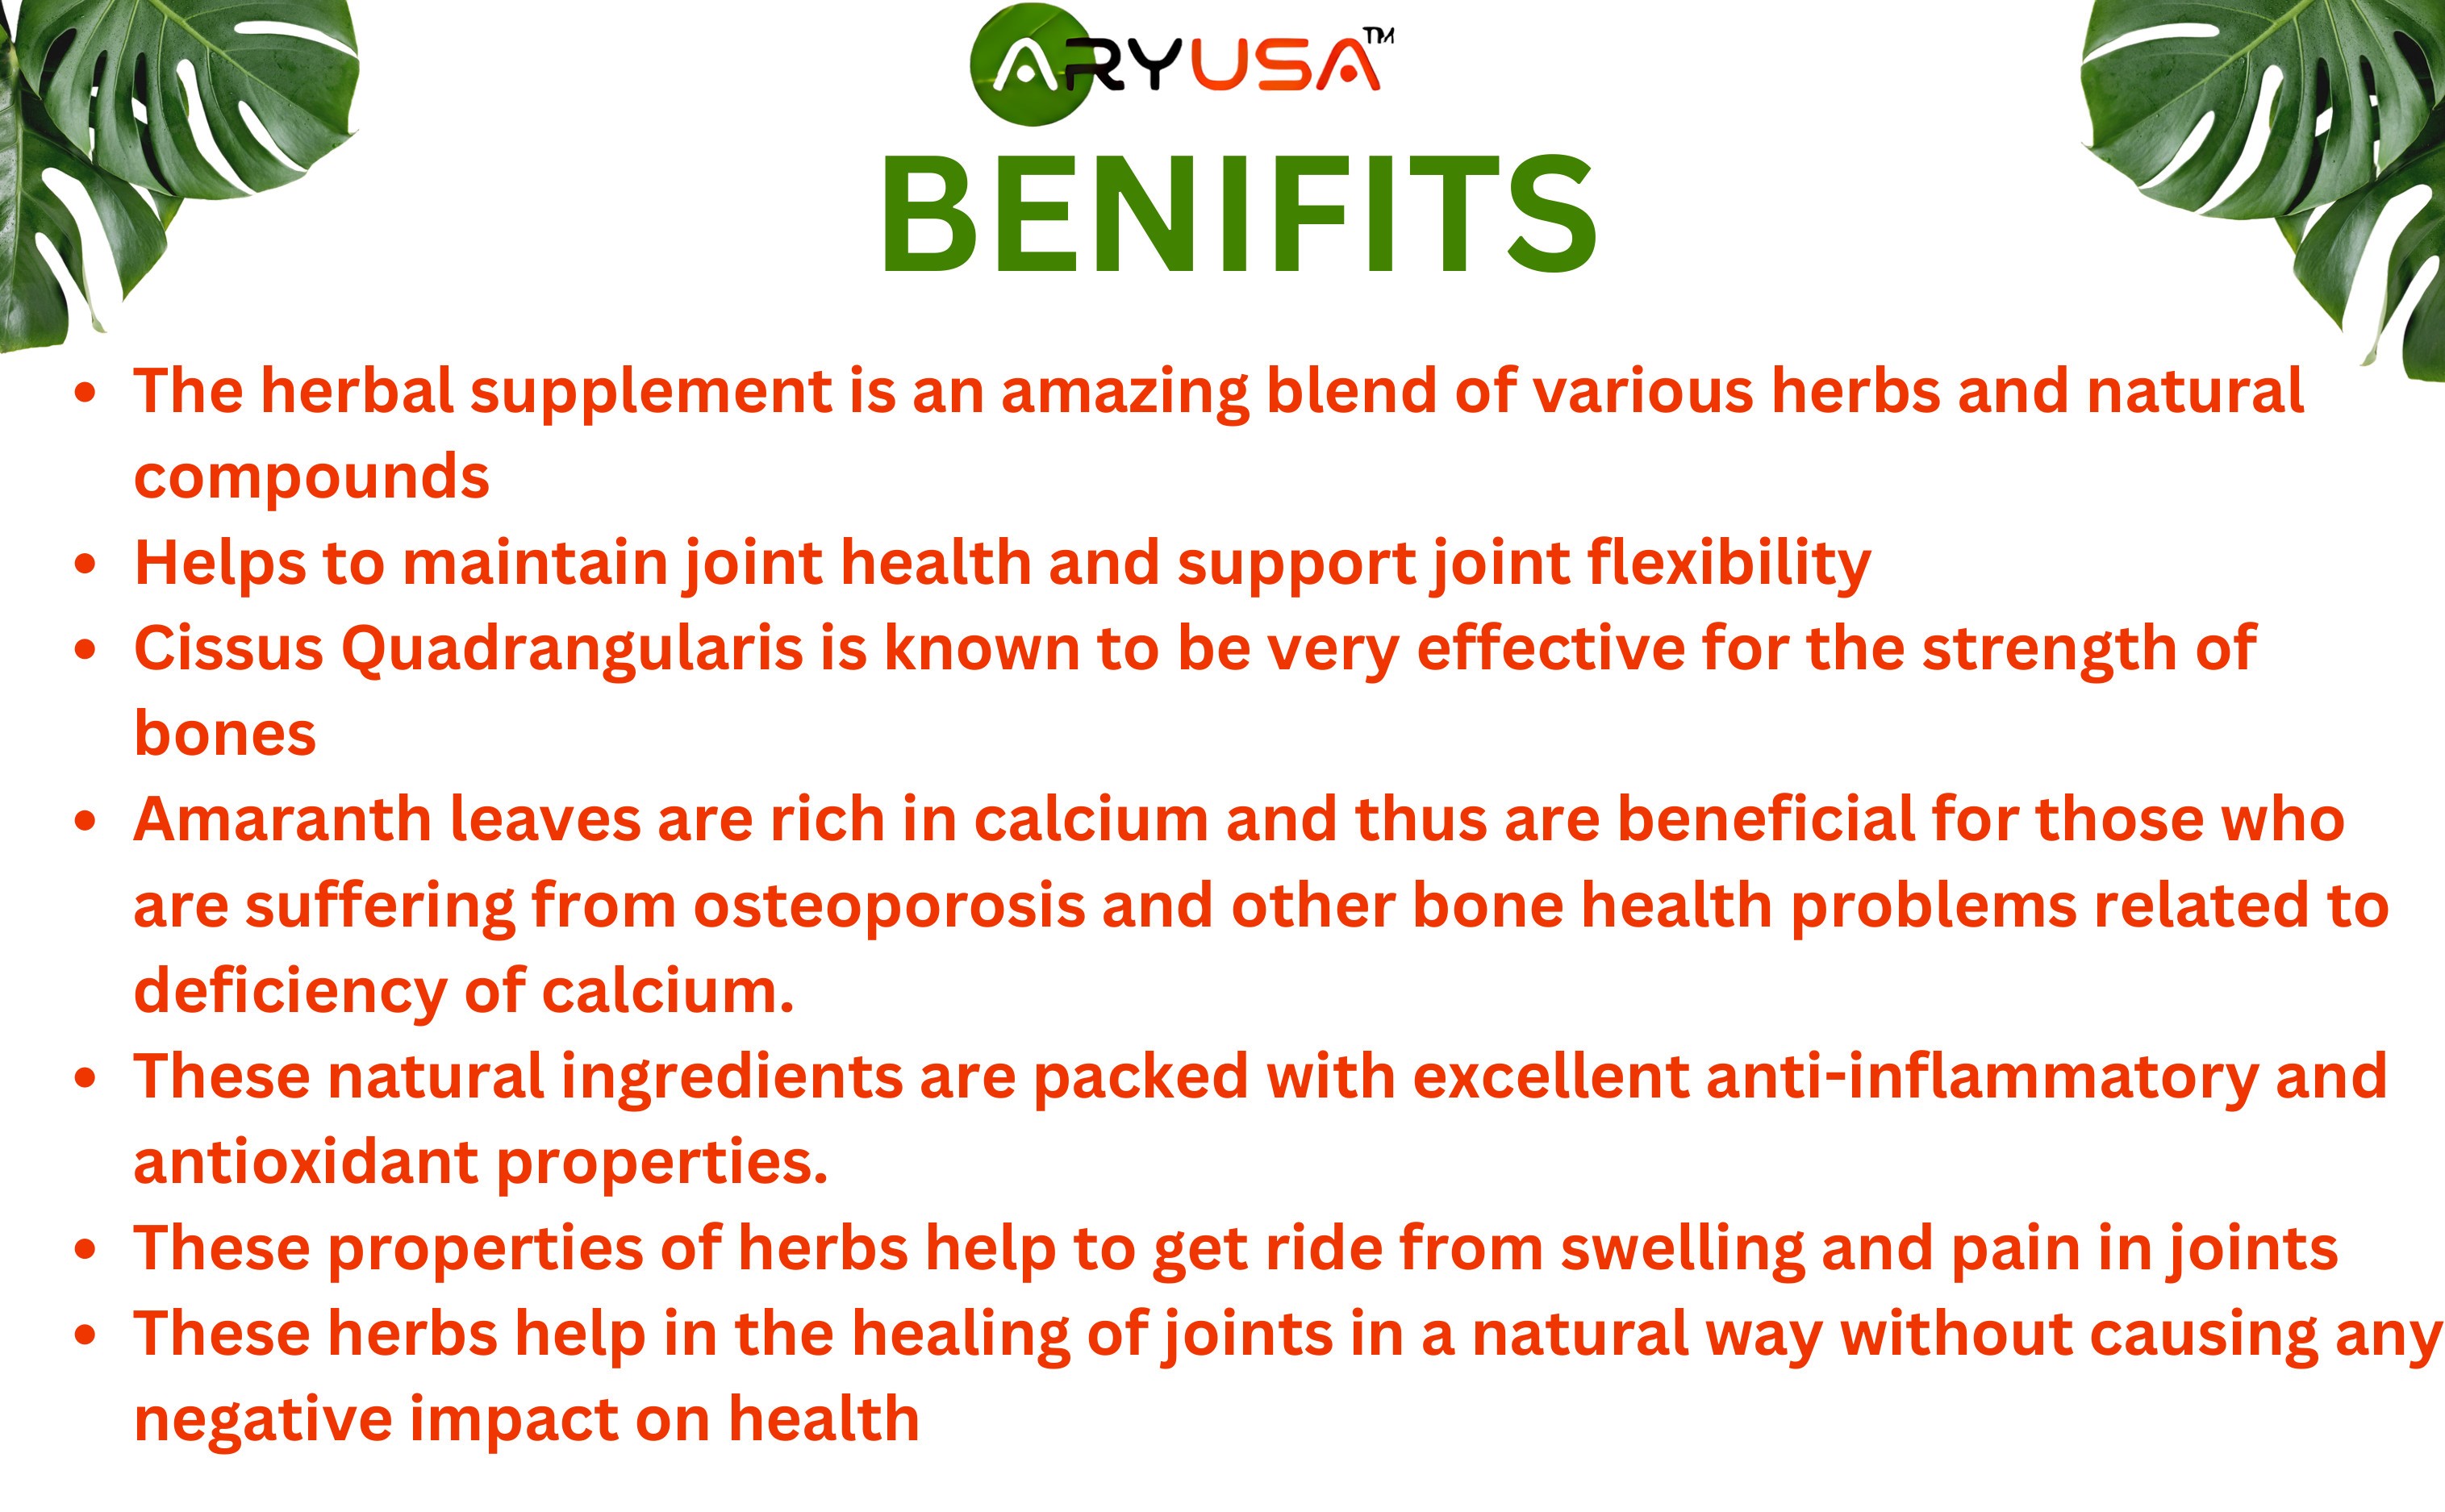 ARYUSA™
BENIFITS
• The herbal supplement is an amazing blend of various herbs and natural
compounds
• Helps to maintain joint health and support joint flexibility
• Cissus Quadrangularis is known to be very effective for the strength of
bones
• Amaranth leaves are rich in calcium and thus are beneficial for those who
are suffering from osteoporosis and other bone health problems related to
deficiency of calcium.
• These natural ingredients are packed with excellent anti-inflammatory and
antioxidant properties.
• These properties of herbs help to get ride from swelling and pain in joints
• These herbs help in the healing of joints in a natural way without causing any
negative impact on health